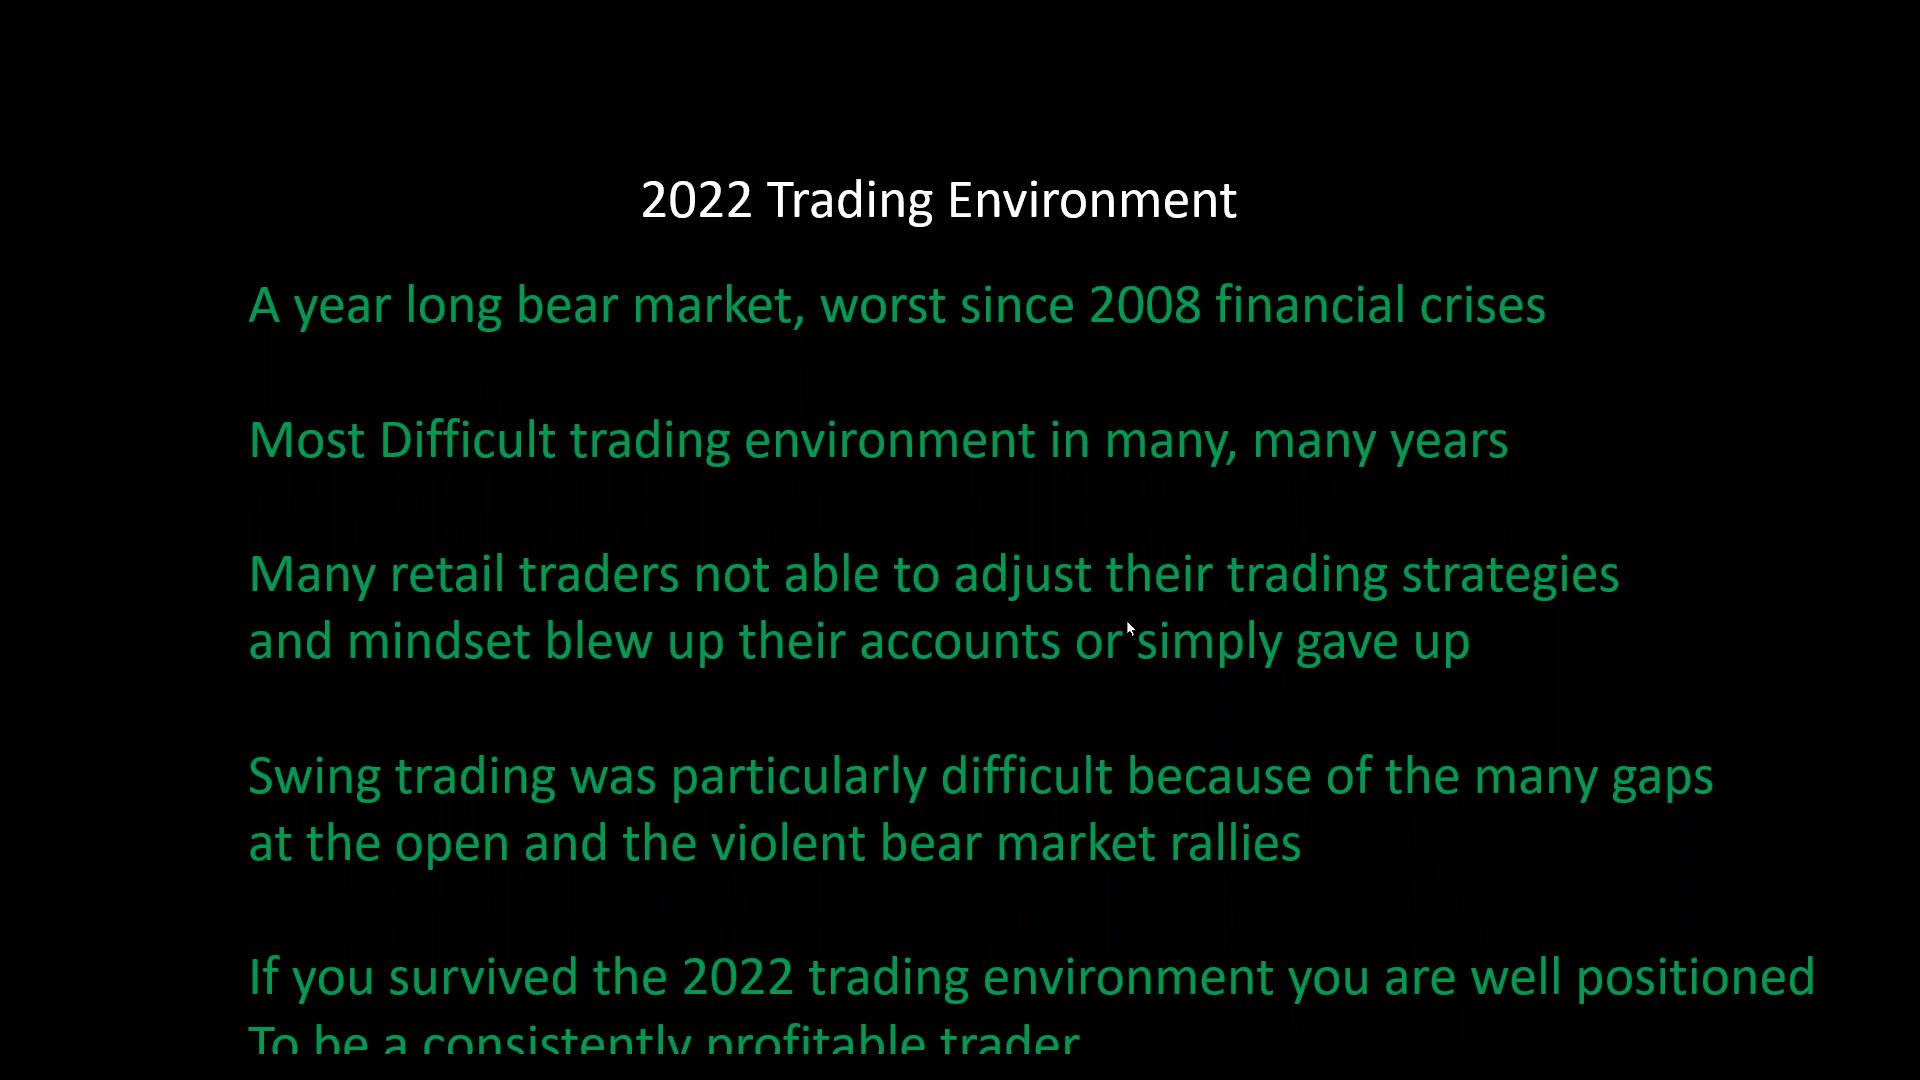 2022 Trading Environment
A year long bear market, worst since 2008 financial crises
Most Difficult trading environment in many, many years
Many retail traders not able to adjust their trading strategies
and mindset blew up their accounts or simply gave up
Swing trading was particularly difficult because of the many gaps
at the open and the violent bear market rallies
If you survived the 2022 trading environment you are well positioned
To be a consistently profitable trader